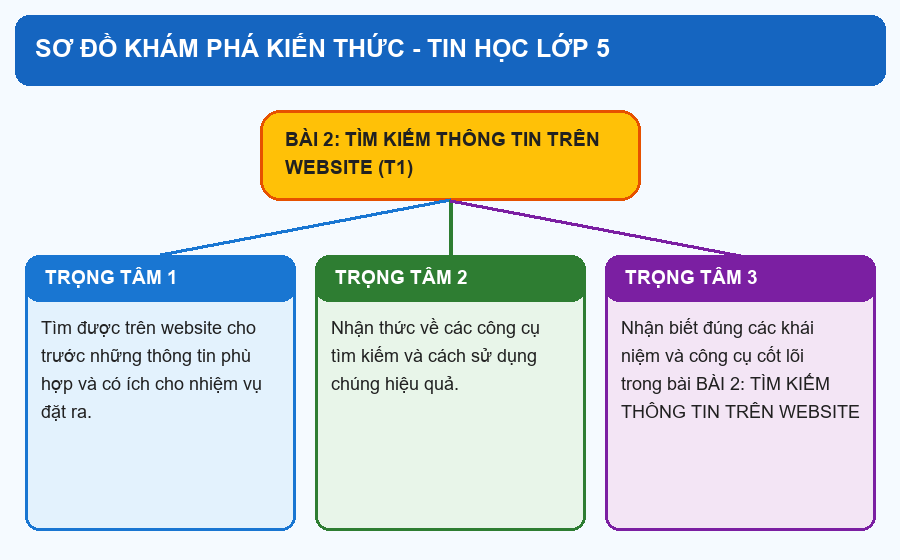 SƠ ĐỒ KHÁM PHÁ KIẾN THỨC - TIN HỌC LỚP 5
BÀI 2: TÌM KIẾM THÔNG TIN TRÊN
WEBSITE (T1)
TRỌNG TÂM 1
Tìm được trên website cho
trước những thông tin phù
hợp và có ích cho nhiệm vụ
đặt ra.
TRỌNG TÂM 2
Nhận thức về các công cụ
tìm kiếm và cách sử dụng
chúng hiệu quả.
TRỌNG TÂM 3
Nhận biết đúng các khái
niệm và công cụ cốt lõi
trong bài BÀI 2: TÌM KIẾM
THÔNG TIN TRÊN WEBSITE